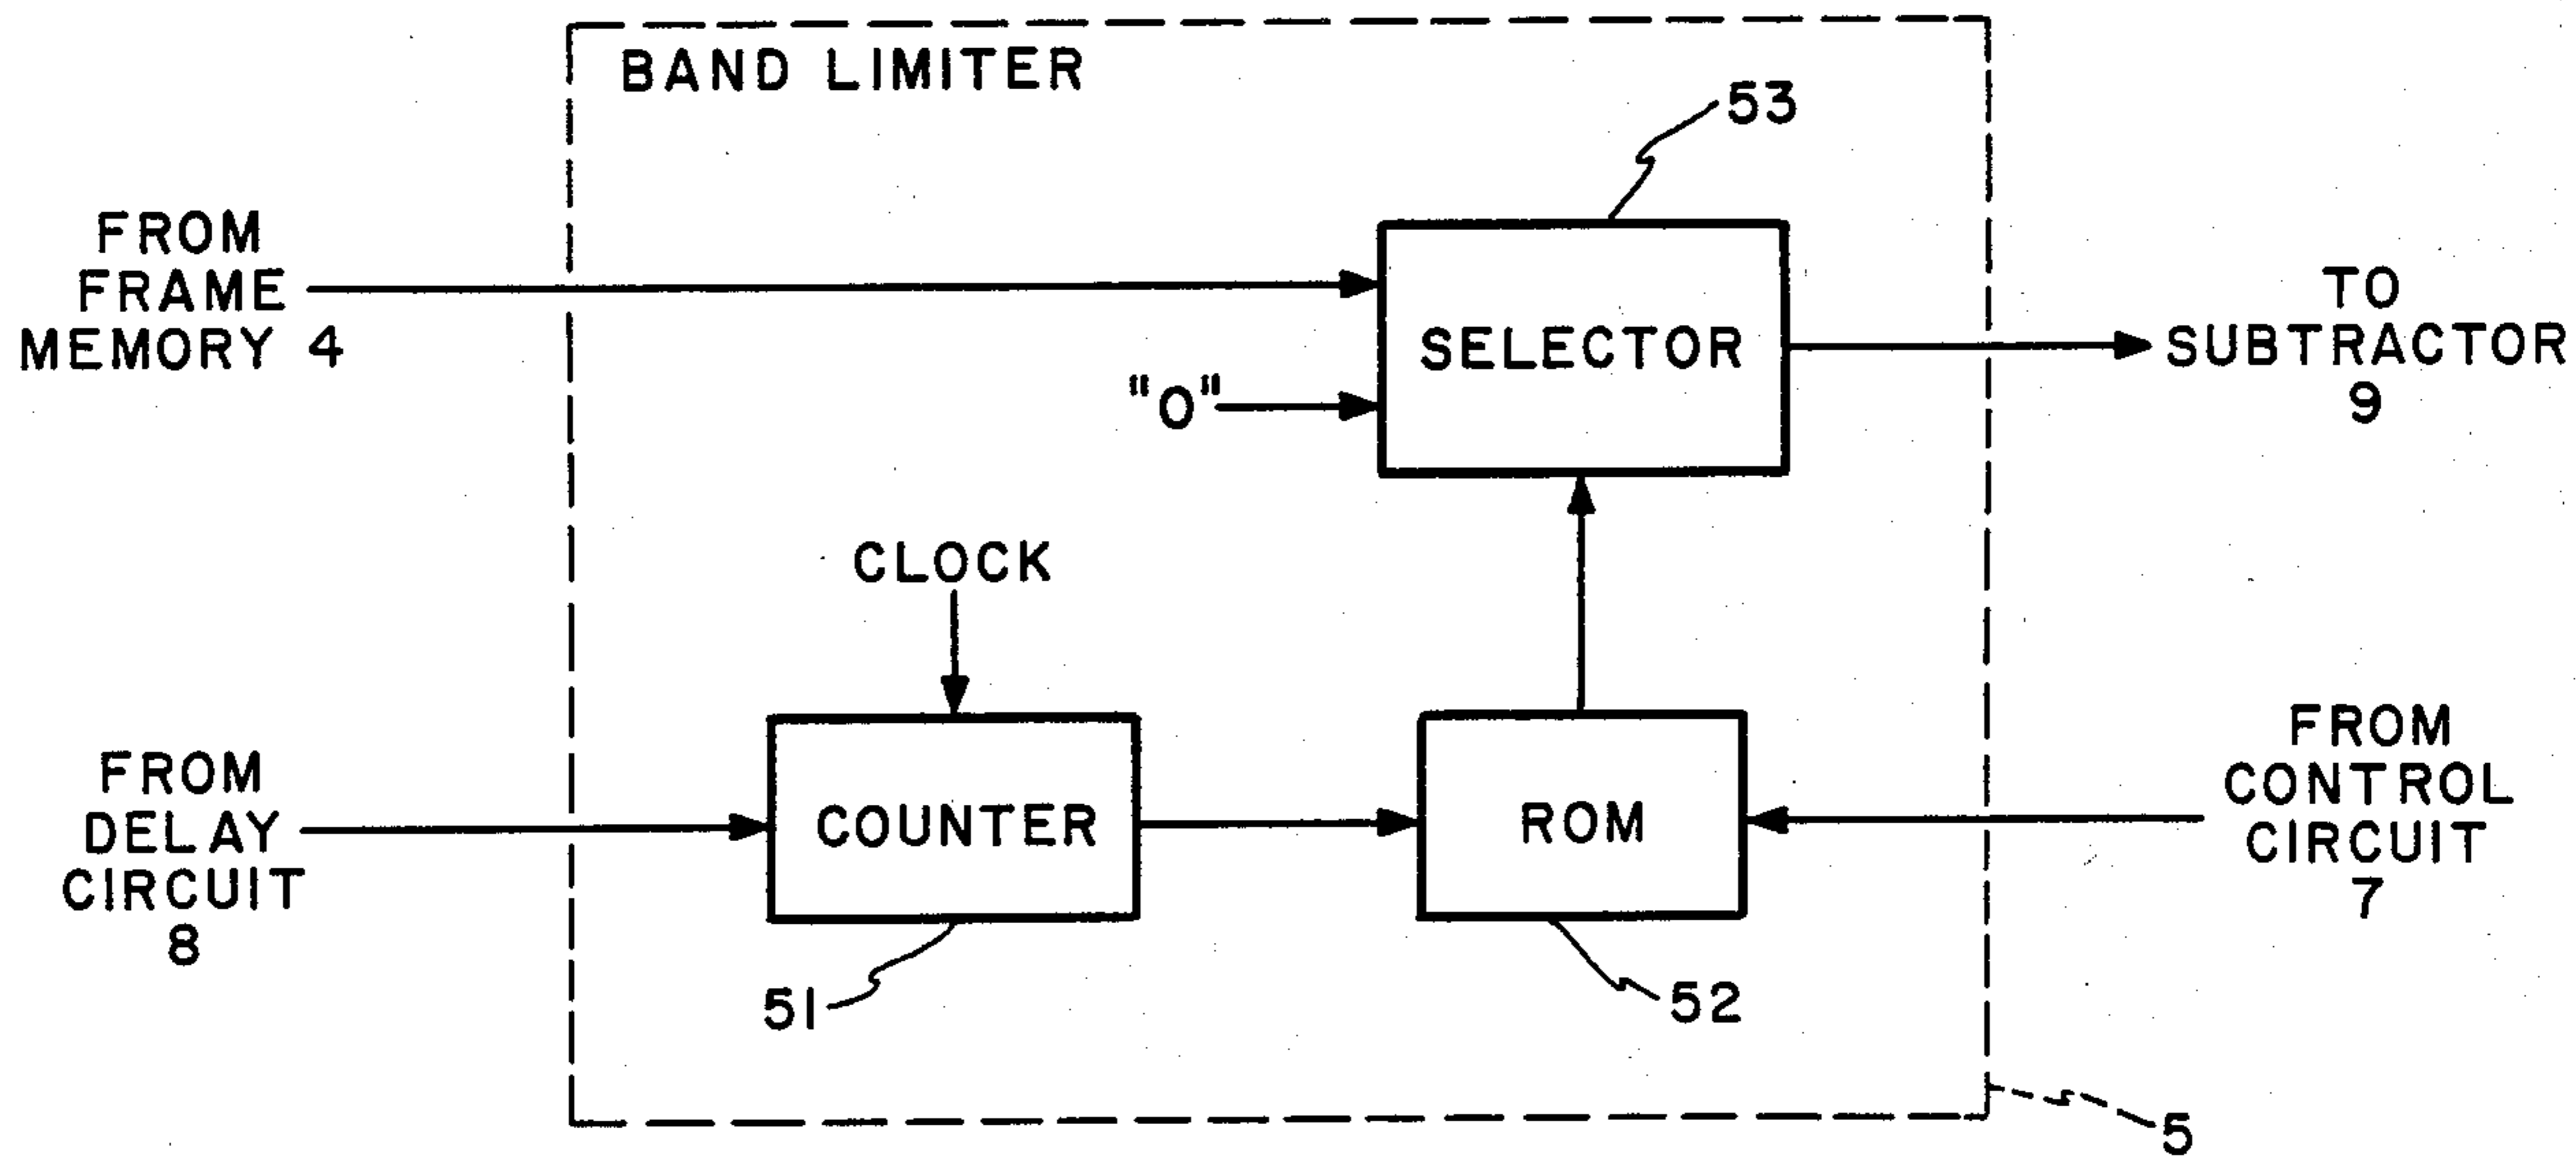 BAND LIMITER
53
FROM
FRAME
MEMORY 4
SELECTOR
"0"
TO
SUBTRACTOR
9
CLOCK
FROM
DELAY
CIRCUIT
8
COUNTER
ROM
FROM
CONTROL
CIRCUIT
7
51
52
5